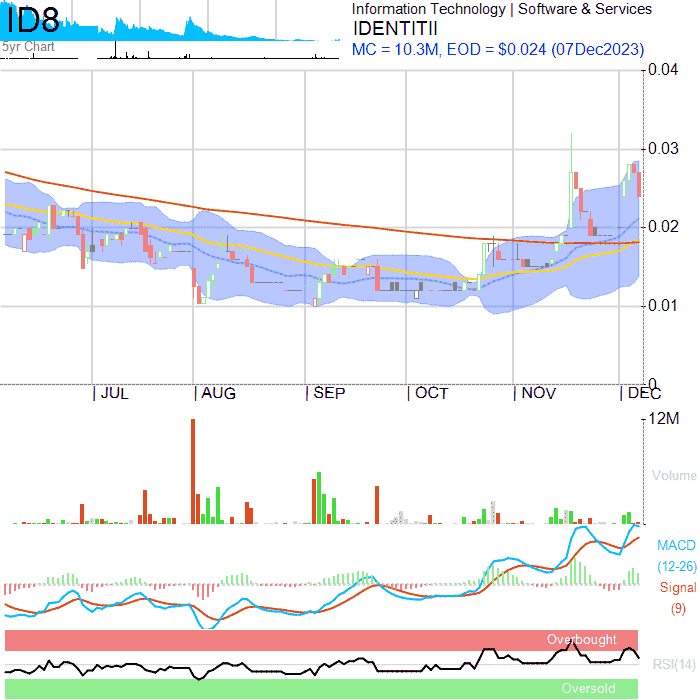 ID8
5yr Chart
Information Technology | Software & Services
IDENTITII
MC = 10.3M, EOD = $0.024 (07Dec2023)
0.04
0.03
0.02
0.01
0
JUL
AUG
SEP
OCT
NOV
DEC
12M
Volume
MACD
(12-26)
Signal
(9)
Overbought
RSI(14)
Oversold